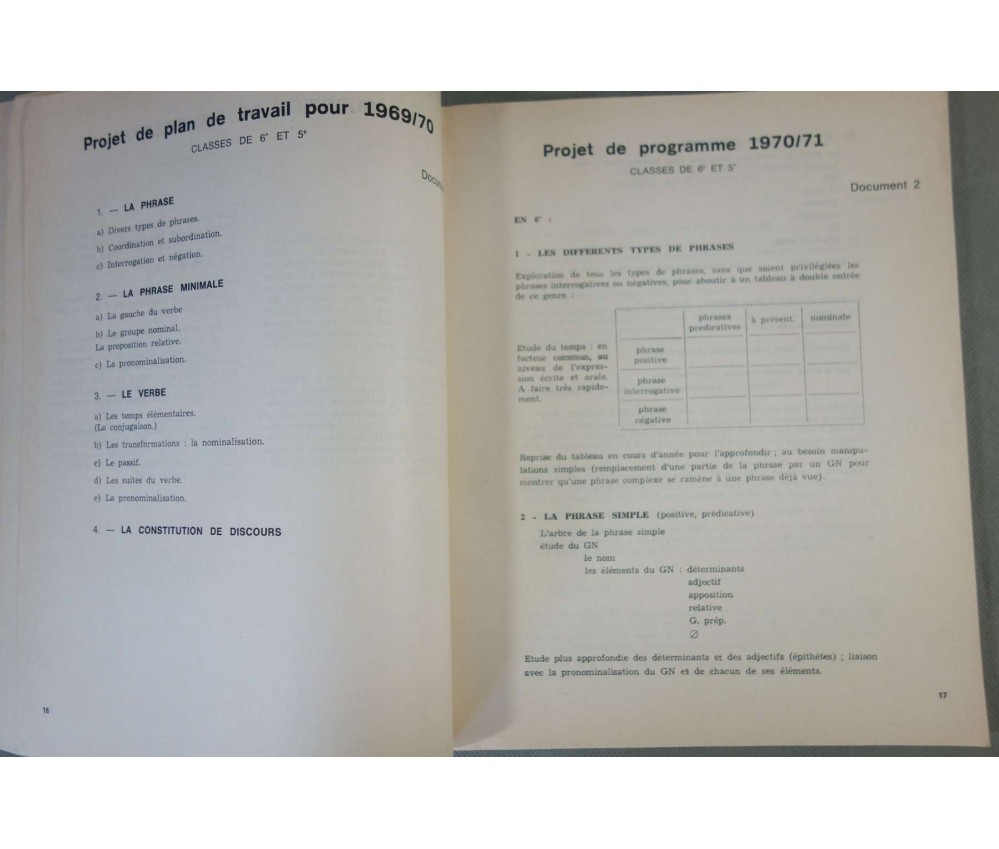 Projet de plan de travail pour 1969/70
CLASSES DE 6e ET 5e
Docum
1. — LA PHRASE
a) Divers types de phrases.
b) Coordination et subordination.
c) Interrogation et négation.
2. — LA PHRASE MINIMALE
a) La gauche du verbe
b) Le groupe nominal.
La proposition relative.
c) La pronominalisation.
3. — LE VERBE
a) Les temps élémentaires.
(La conjugaison.)
b) Les transformations : la nominalisation.
c) Le passif.
d) Les suites du verbe.
e) La pronominalisation.
4. — LA CONSTITUTION DE DISCOURS
16
Projet de programme 1970/71
CLASSES DE 6e ET 5e
Document 2
EN 6e :
1 - LES DIFFERENTS TYPES DE PHRASES
Exploration de tous les types de phrases, sans que soient privilégiées les
phrases interrogatives ou négatives, pour aboutir à un tableau à double entrée
de ce genre :
phrases
prédicatives
à présent.
nominale
Etude du temps : en
facteur commun, au
niveau de l'expres-
sion écrite et orale.
A faire très rapide-
ment.
phrase
positive
phrase
interrogative
phrase
négative
Reprise du tableau en cours d'année pour l'approfondir ; au besoin manipu-
lations simples (remplacement d'une partie de la phrase par un GN pour
montrer qu'une phrase complexe se ramène à une phrase déjà vue).
2 - LA PHRASE SIMPLE (positive, prédicative)
L'arbre de la phrase simple
étude du GN
le nom
les éléments du GN : déterminants
adjectif
apposition
relative
G. prép.
∅
Etude plus approfondie des déterminants et des adjectifs (épithètes) ; liaison
avec la pronominalisation du GN et de chacun de ses éléments.
17